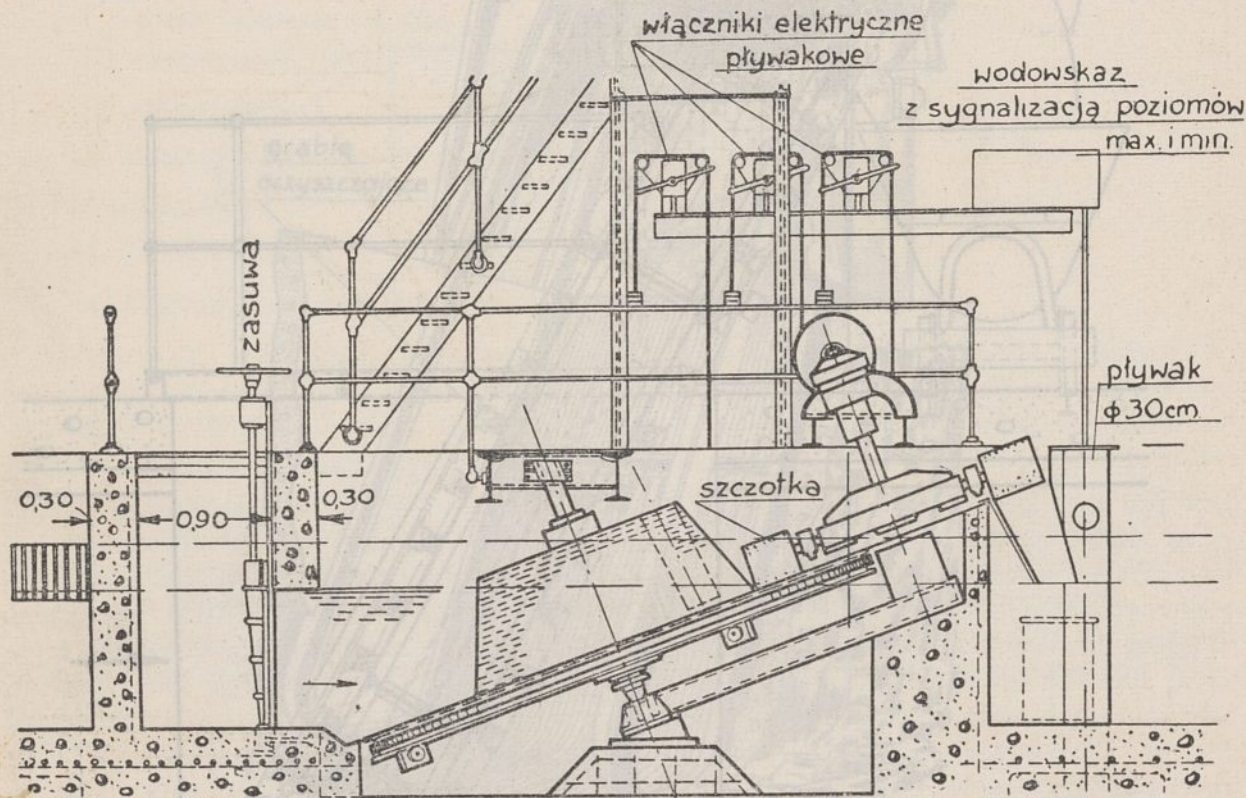 włączniki elektryczne
pływakowe
wodowskaz
z sygnalizacją poziomów
max. i min.
zasuwa
pływak
ϕ 30cm
0,30
0,90
0,30
szczotka